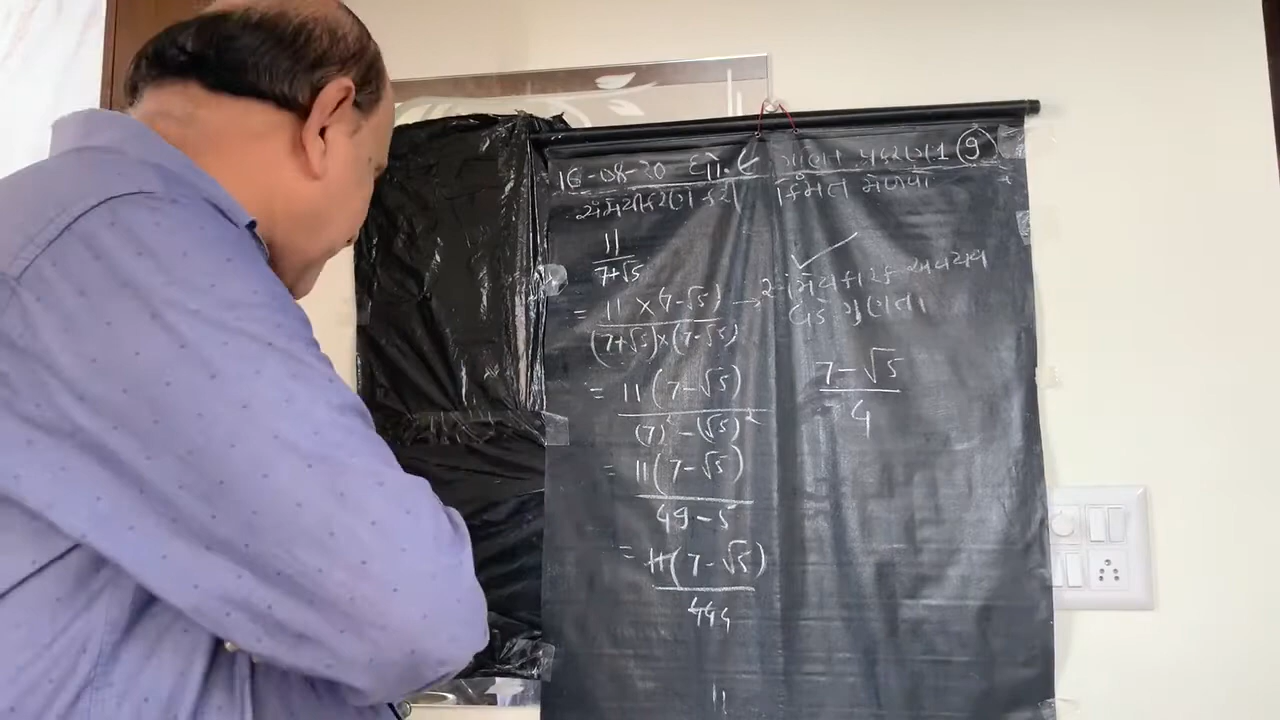 16-08-20 ધો. ૯ ગણિત પ્રકરણ 1 (9)
સંમેયીકરણ કરી કિંમત મેળવો
11
7+√5
= 11 × (7-√5) → સંમેયકારક અવયવ
વડે ગુણતા
(7+√5)×(7-√5)
= 11(7-√5)
(7)² - (√5)²
= 11(7-√5)
49-5
= 11(7-√5)
44
7-√5
4
11